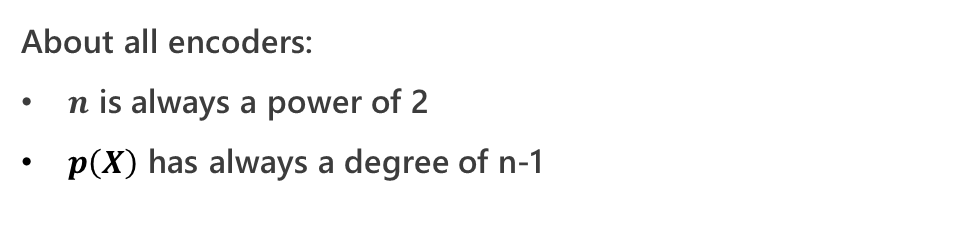 About all encoders:
• n is always a power of 2
• p(X) has always a degree of n-1